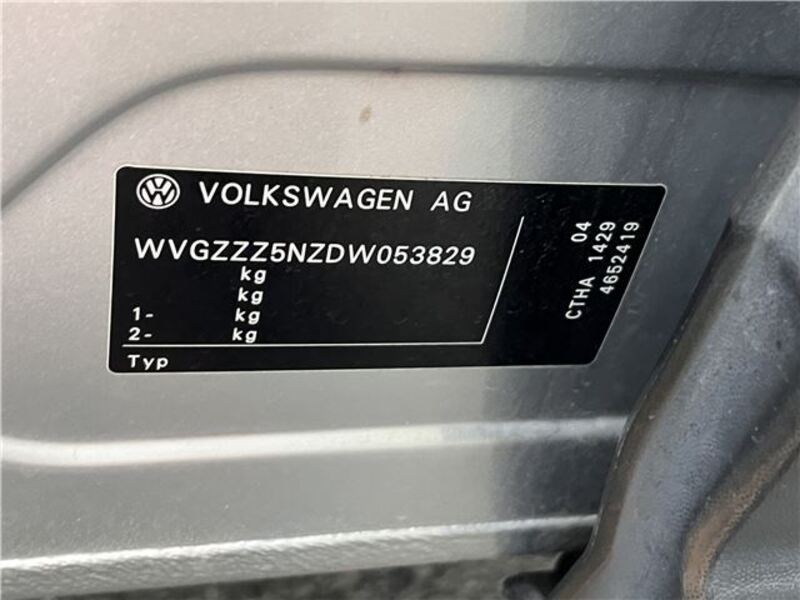 VOLKSWAGEN AG
WVGZZZ5NZDW053829
kg
kg
1- kg
2- kg
Typ
04
CTHA 1429
4652419